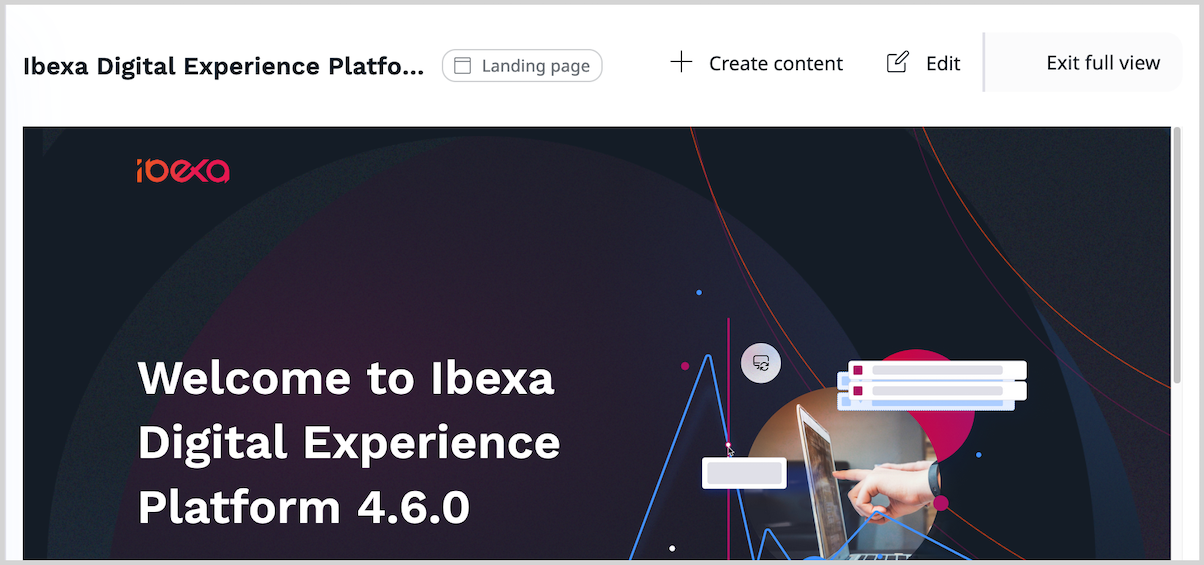 Ibexa Digital Experience Platfo...
Landing page
Create content
Edit
Exit full view
ibexa
Welcome to Ibexa
Digital Experience
Platform 4.6.0